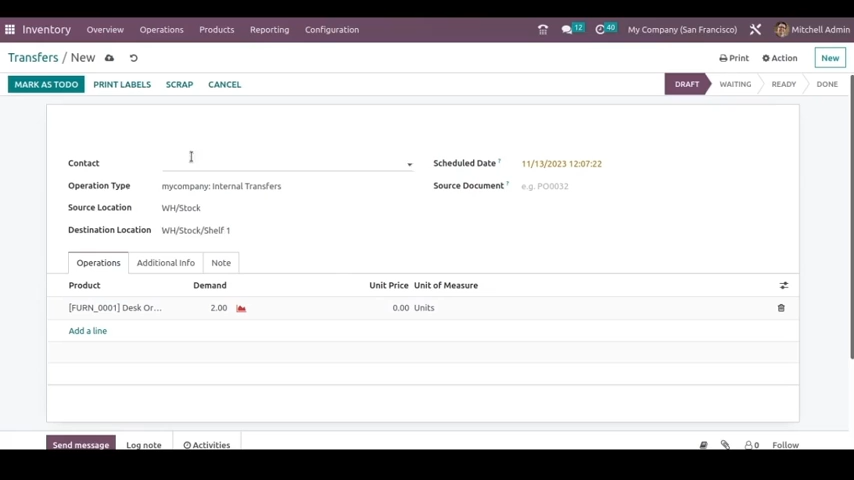 Inventory Overview Operations Products Reporting Configuration 12 40 My Company (San Francisco) Mitchell Admin
Transfers / New Print Action New
MARK AS TODO PRINT LABELS SCRAP CANCEL DRAFT WAITING READY DONE
Contact Scheduled Date ? 11/13/2023 12:07:22
Operation Type mycompany: Internal Transfers Source Document ? e.g. PO0032
Source Location WH/Stock
Destination Location WH/Stock/Shelf 1
Operations Additional Info Note
Product Demand Unit Price Unit of Measure
[FURN_0001] Desk Or... 2.00 0.00 Units
Add a line
Send message Log note Activities 0 Follow